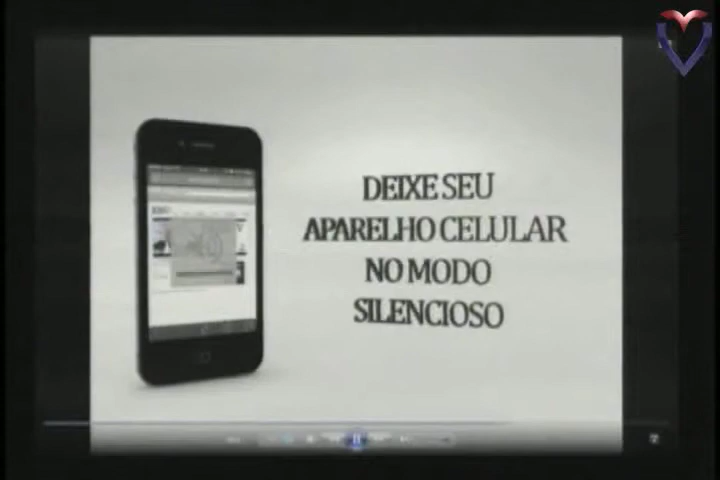 DEIXE SEU
APARELHO CELULAR
NO MODO
SILENCIOSO